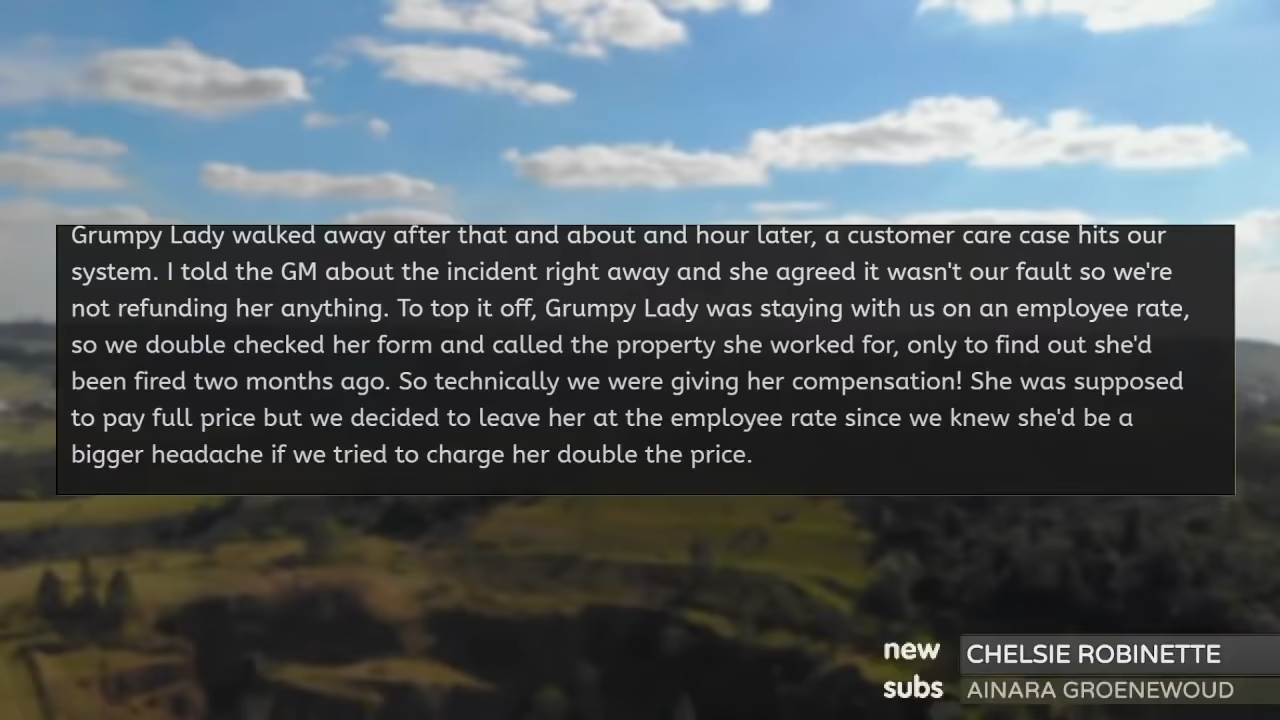 Grumpy Lady walked away after that and about and hour later, a customer care case hits our
system. I told the GM about the incident right away and she agreed it wasn't our fault so we're
not refunding her anything. To top it off, Grumpy Lady was staying with us on an employee rate,
so we double checked her form and called the property she worked for, only to find out she'd
been fired two months ago. So technically we were giving her compensation! She was supposed
to pay full price but we decided to leave her at the employee rate since we knew she'd be a
bigger headache if we tried to charge her double the price.
new CHELSIE ROBINETTE
subs AINARA GROENEWOUD